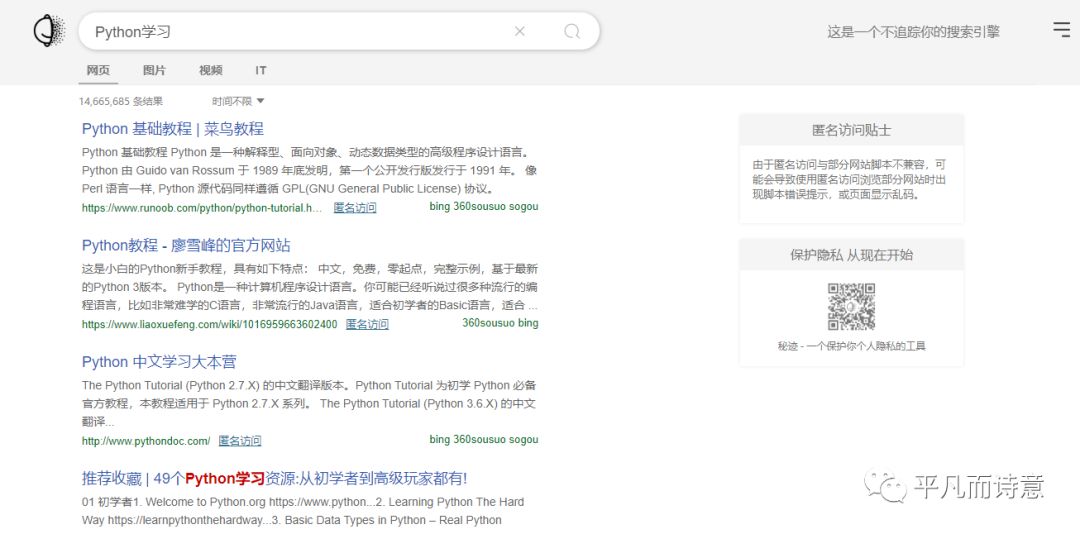 Python学习
这是一个不追踪你的搜索引擎
网页 图片 视频 IT
14,665,685 条结果 时间不限
Python 基础教程 | 菜鸟教程
Python 基础教程 Python 是一种解释型、面向对象、动态数据类型的高级程序设计语言。
Python 由 Guido van Rossum 于 1989 年底发明，第一个公开发行版发行于 1991 年。 像
Perl 语言一样, Python 源代码同样遵循 GPL(GNU General Public License) 协议。
https://www.runoob.com/python/python-tutorial.h... 匿名访问 bing 360sousuo sogou
Python教程 - 廖雪峰的官方网站
这是小白的Python新手教程，具有如下特点： 中文，免费，零起点，完整示例，基于最新
的Python 3版本。 Python是一种计算机程序设计语言。你可能已经听说过很多种流行的编
程语言，比如非常难学的C语言，非常流行的Java语言，适合初学者的Basic语言，适合 ...
https://www.liaoxuefeng.com/wiki/1016959663602400 匿名访问 360sousuo bing
Python 中文学习大本营
The Python Tutorial (Python 2.7.X) 的中文翻译版本。Python Tutorial 为初学 Python 必备
官方教程，本教程适用于 Python 2.7.X 系列。 The Python Tutorial (Python 3.6.X) 的中文
翻译...
http://www.pythondoc.com/ 匿名访问 bing 360sousuo sogou
推荐收藏 | 49个Python学习资源:从初学者到高级玩家都有!
01 初学者1. Welcome to Python.org https://www.python...2. Learning Python The Hard
Way https://learnpythonthehardway...3. Basic Data Types in Python – Real Python
匿名访问贴士
由于匿名访问与部分网站脚本不兼容，可
能会导致使用匿名访问浏览部分网站时出
现脚本错误提示，或页面显示乱码。
保护隐私 从现在开始
秘迹 - 一个保护你个人隐私的工具
平凡而诗意